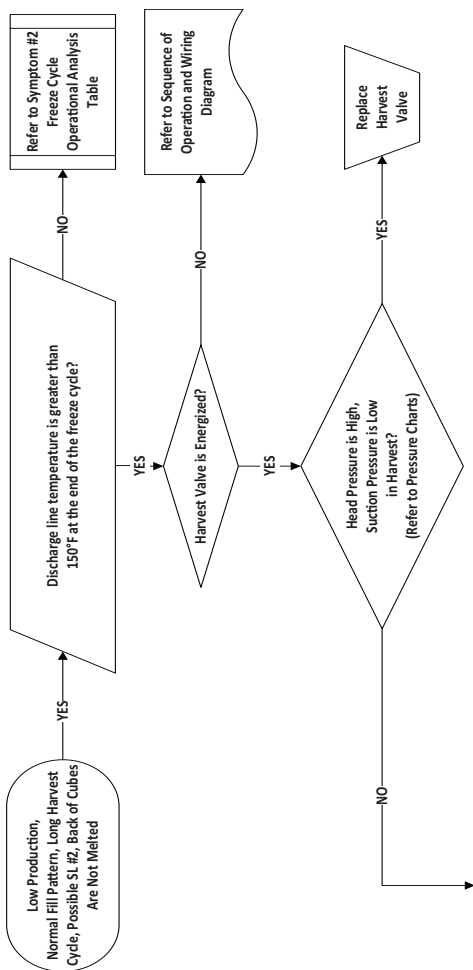 Low Production,
Normal Fill Pattern, Long Harvest
Cycle, Possible SL #2, Back of Cubes
Are Not Melted
YES
Discharge line temperature is greater than
150°F at the end of the freeze cycle?
NO
Refer to Symptom #2
Freeze Cycle
Operational Analysis
Table
YES
Harvest Valve is Energized?
NO
Refer to Sequence of
Operation and Wiring
Diagram
YES
Head Pressure is High,
Suction Pressure is Low
in Harvest?
(Refer to Pressure Charts)
YES
Replace
Harvest
Valve
NO